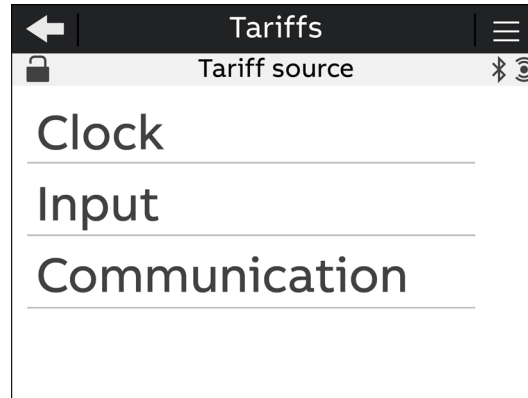 Tariffs
Tariff source
Clock
Input
Communication